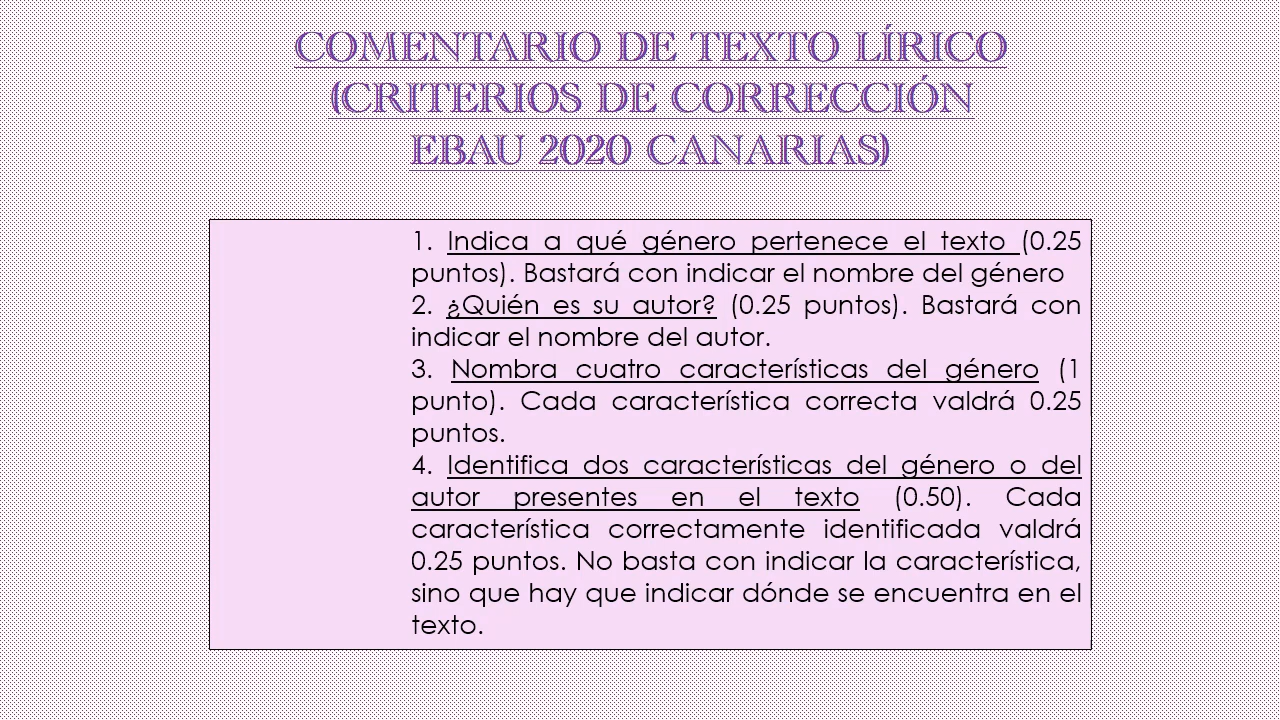 COMENTARIO DE TEXTO LÍRICO
(CRITERIOS DE CORRECCIÓN
EBAU 2020 CANARIAS)
1. Indica a qué género pertenece el texto (0.25
puntos). Bastará con indicar el nombre del género
2. ¿Quién es su autor? (0.25 puntos). Bastará con
indicar el nombre del autor.
3. Nombra cuatro características del género (1
punto). Cada característica correcta valdrá 0.25
puntos.
4. Identifica dos características del género o del
autor presentes en el texto (0.50). Cada
característica correctamente identificada valdrá
0.25 puntos. No basta con indicar la característica,
sino que hay que indicar dónde se encuentra en el
texto.